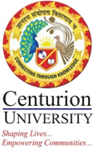 Centurion
UNIVERSITY
Shaping Lives...
Empowering Communities...